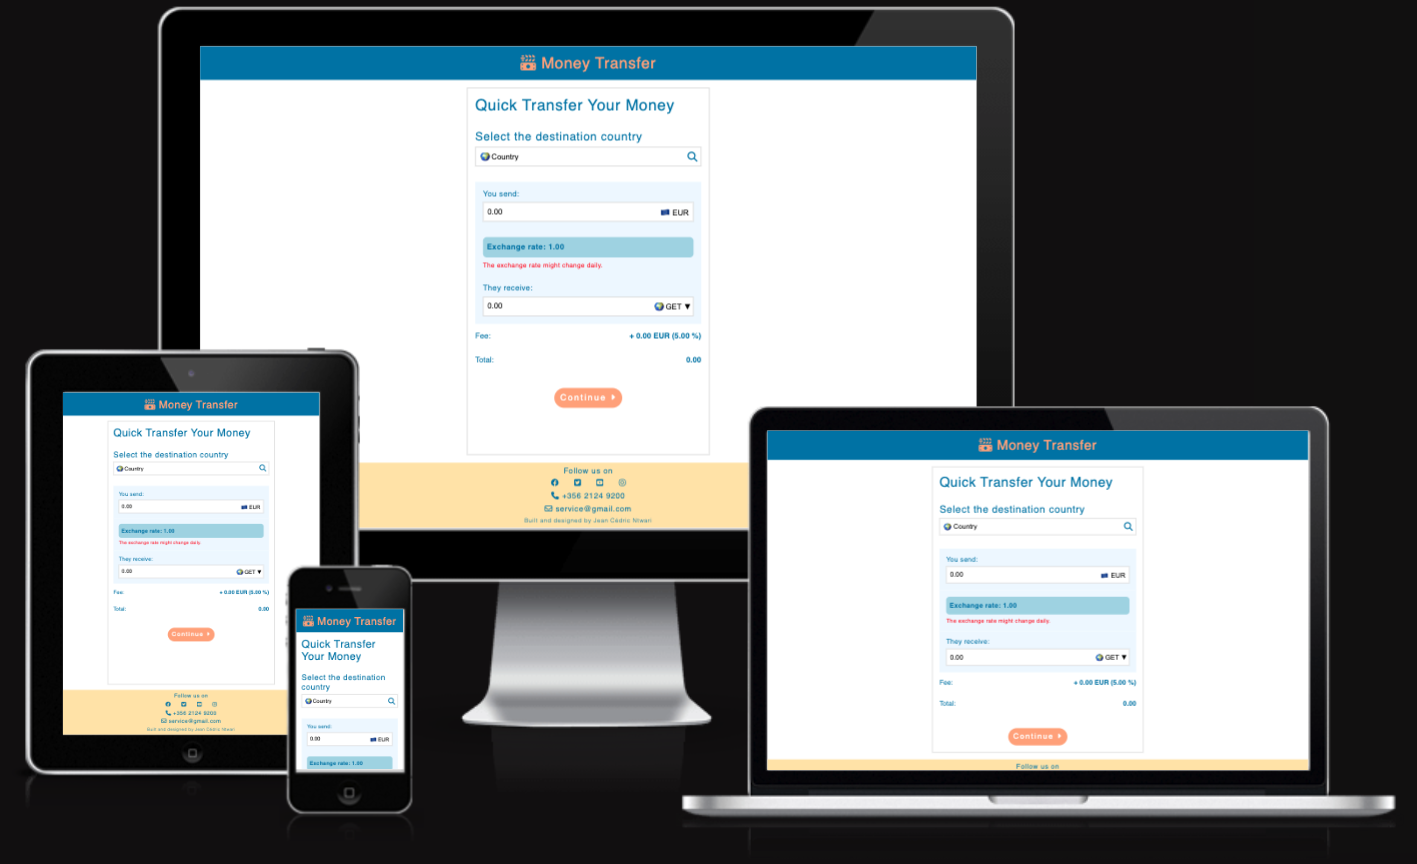 Money Transfer
Quick Transfer Your Money
Select the destination country
Country
You send:
0.00 EUR
Exchange rate: 1.00
The exchange rate might change daily.
They receive:
0.00 GET ▼
Fee: + 0.00 EUR (5.00 %)
Total: 0.00
Continue
Follow us on
+356 2124 9200
service@gmail.com
Built and designed by Jean Cédric Ntwari
Money Transfer
Quick Transfer Your Money
Select the destination country
Country
You send:
0.00 EUR
Exchange rate: 1.00
The exchange rate might change daily.
They receive:
0.00 GET ▼
Fee: + 0.00 EUR (5.00 %)
Total: 0.00
Continue
Follow us on
+356 2124 9200
service@gmail.com
Built and designed by Jean Cédric Ntwari
Money Transfer
Quick Transfer
Your Money
Select the destination
country
Country
You send:
0.00 EUR
Exchange rate: 1.00
Money Transfer
Quick Transfer Your Money
Select the destination country
Country
You send:
0.00 EUR
Exchange rate: 1.00
The exchange rate might change daily.
They receive:
0.00 GET ▼
Fee: + 0.00 EUR (5.00 %)
Total: 0.00
Continue
Follow us on